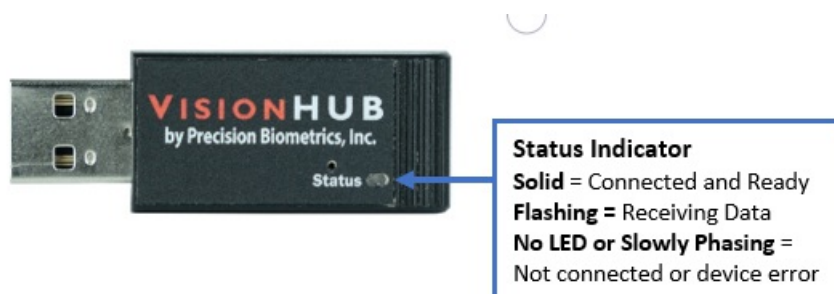 VISIONHUB
by Precision Biometrics, Inc.
Status
Status Indicator
Solid = Connected and Ready
Flashing = Receiving Data
No LED or Slowly Phasing =
Not connected or device error